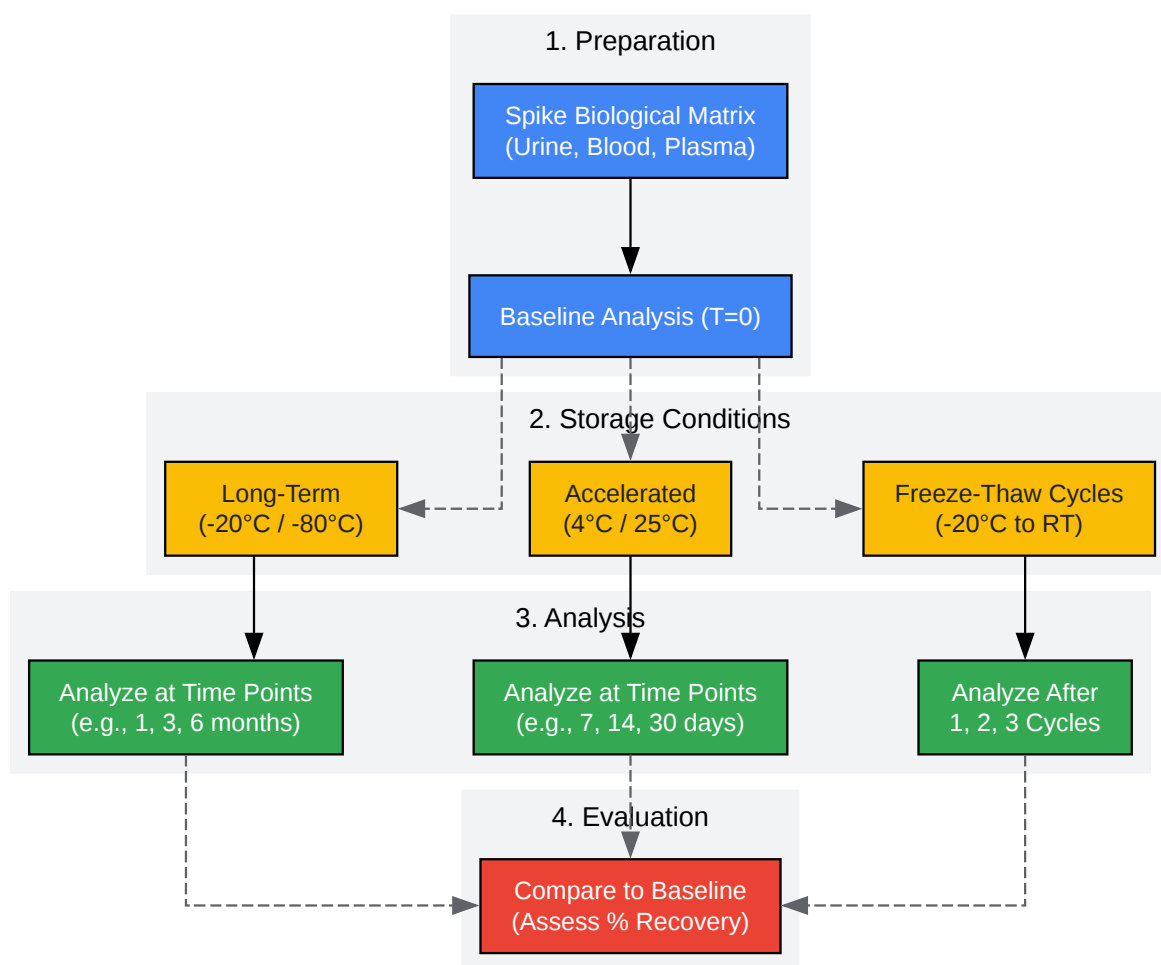 1. Preparation
Spike Biological Matrix
(Urine, Blood, Plasma)
Baseline Analysis (T=0)
2. Storage Conditions
Long-Term
(-20°C / -80°C)
Accelerated
(4°C / 25°C)
Freeze-Thaw Cycles
(-20°C to RT)
3. Analysis
Analyze at Time Points
(e.g., 1, 3, 6 months)
Analyze at Time Points
(e.g., 7, 14, 30 days)
Analyze After
1, 2, 3 Cycles
4. Evaluation
Compare to Baseline
(Assess % Recovery)